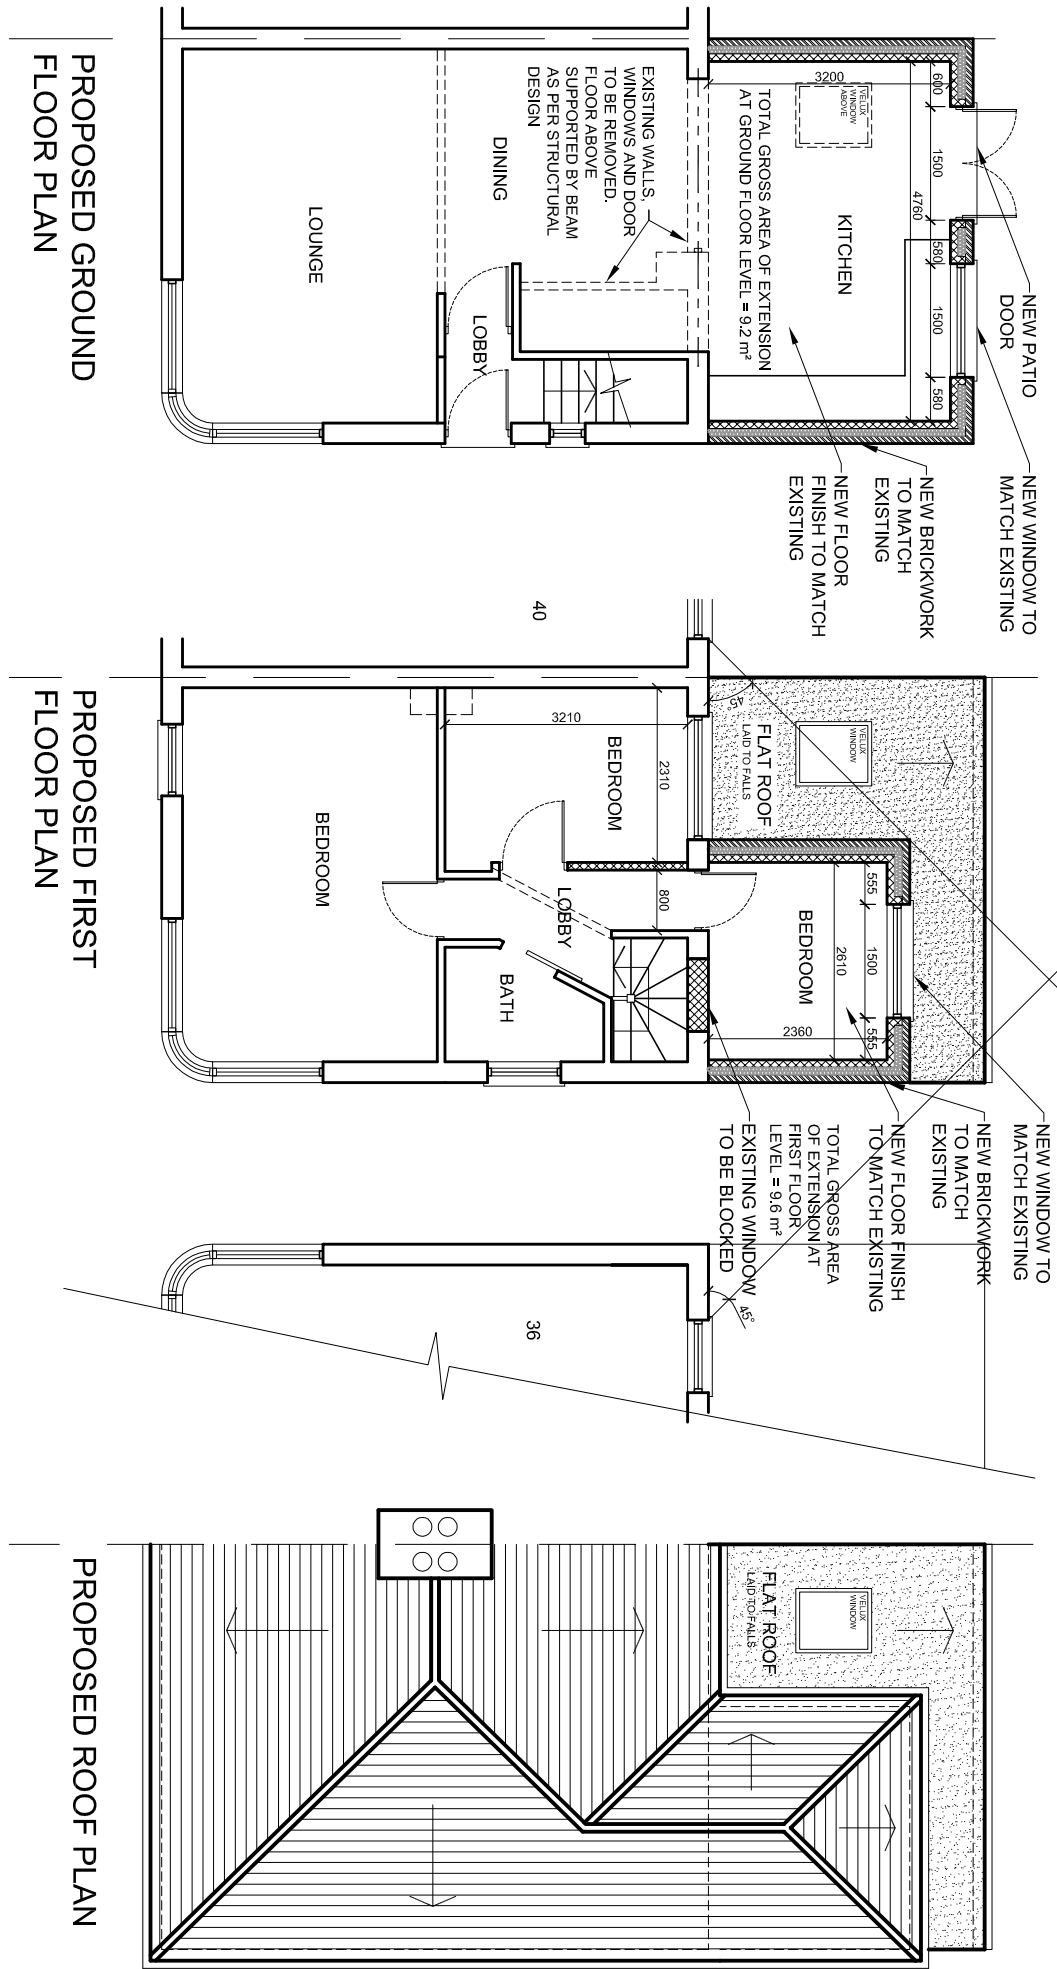 NEW PATIO
DOOR
NEW WINDOW TO
MATCH EXISTING
600
1500
580
1500
580
4760
3200
VELUX
WINDOW
ABOVE
KITCHEN
NEW BRICKWORK
TO MATCH
EXISTING
NEW FLOOR
FINISH TO MATCH
EXISTING
TOTAL GROSS AREA OF EXTENSION
AT GROUND FLOOR LEVEL = 9.2 m²
EXISTING WALLS,
WINDOWS AND DOOR
TO BE REMOVED.
FLOOR ABOVE
SUPPORTED BY BEAM
AS PER STRUCTURAL
DESIGN
DINING
LOBBY
LOUNGE
PROPOSED GROUND
FLOOR PLAN
NEW WINDOW TO
MATCH EXISTING
NEW BRICKWORK
TO MATCH
EXISTING
NEW FLOOR FINISH
TO MATCH EXISTING
TOTAL GROSS AREA
OF EXTENSION AT
FIRST FLOOR
LEVEL = 9.6 m²
EXISTING WINDOW
TO BE BLOCKED
VELUX
WINDOW
FLAT ROOF
LAID TO FALLS
45°
555
1500
555
2610
2360
BEDROOM
40
2310
800
3210
BEDROOM
LOBBY
BATH
BEDROOM
45°
36
PROPOSED FIRST
FLOOR PLAN
VELUX
WINDOW
FLAT ROOF
LAID TO FALLS
PROPOSED ROOF PLAN